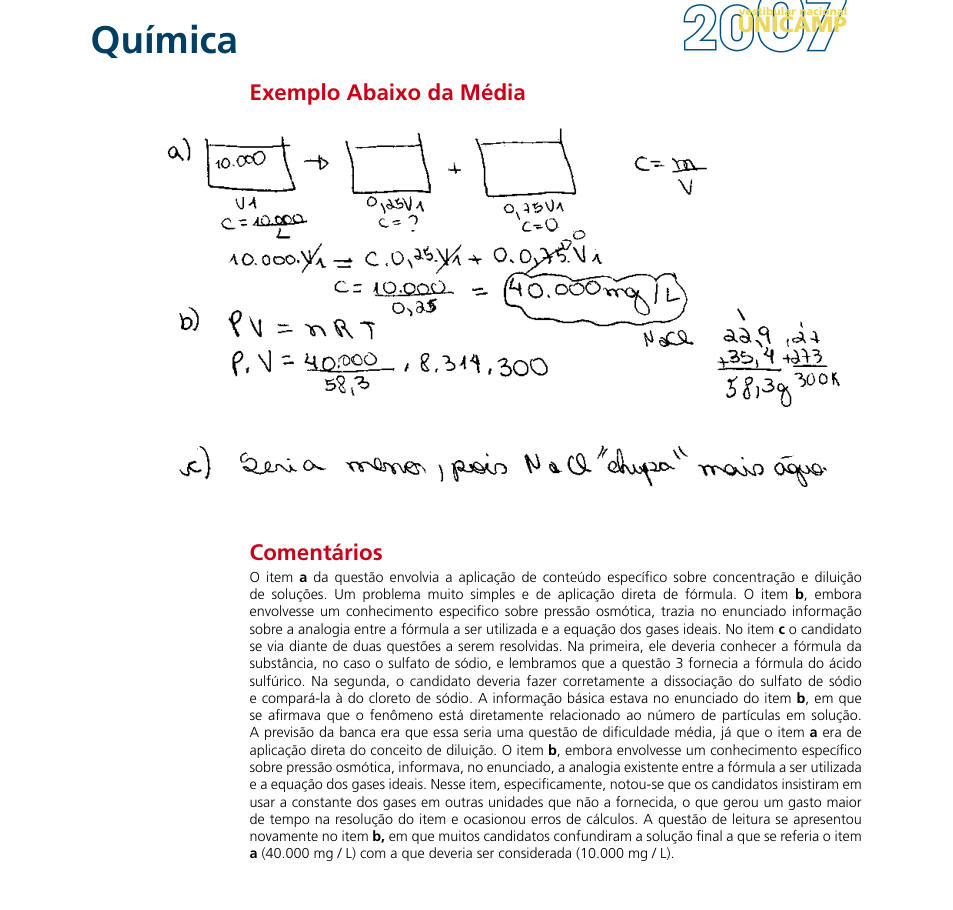 2007
vestibular nacional
UNICAMP
Química
Exemplo Abaixo da Média
a) 10.000 → + C = m/V
V1 0,25V1 0,75V1
C = 10.000/L C = ? C = 0
10.000.V1 = C.0,25.V1 + 0.0,75.V1 0
C = 10.000/0,25 = 40.000mg/L
b) PV = nRT
P.V = 40.000/58,3 . 8.314.300
NaCl 22,9 27
+35,4 +273
58,3g 300K
c) Seria menor, pois NaCl "chupa" mais água
Comentários
O item a da questão envolvia a aplicação de conteúdo específico sobre concentração e diluição
de soluções. Um problema muito simples e de aplicação direta de fórmula. O item b, embora
envolvesse um conhecimento especifico sobre pressão osmótica, trazia no enunciado informação
sobre a analogia entre a fórmula a ser utilizada e a equação dos gases ideais. No item c o candidato
se via diante de duas questões a serem resolvidas. Na primeira, ele deveria conhecer a fórmula da
substância, no caso o sulfato de sódio, e lembramos que a questão 3 fornecia a fórmula do ácido
sulfúrico. Na segunda, o candidato deveria fazer corretamente a dissociação do sulfato de sódio
e compará-la à do cloreto de sódio. A informação básica estava no enunciado do item b, em que
se afirmava que o fenômeno está diretamente relacionado ao número de partículas em solução.
A previsão da banca era que essa seria uma questão de dificuldade média, já que o item a era de
aplicação direta do conceito de diluição. O item b, embora envolvesse um conhecimento específico
sobre pressão osmótica, informava, no enunciado, a analogia existente entre a fórmula a ser utilizada
e a equação dos gases ideais. Nesse item, especificamente, notou-se que os candidatos insistiram em
usar a constante dos gases em outras unidades que não a fornecida, o que gerou um gasto maior
de tempo na resolução do item e ocasionou erros de cálculos. A questão de leitura se apresentou
novamente no item b, em que muitos candidatos confundiram a solução final a que se referia o item
a (40.000 mg / L) com a que deveria ser considerada (10.000 mg / L).